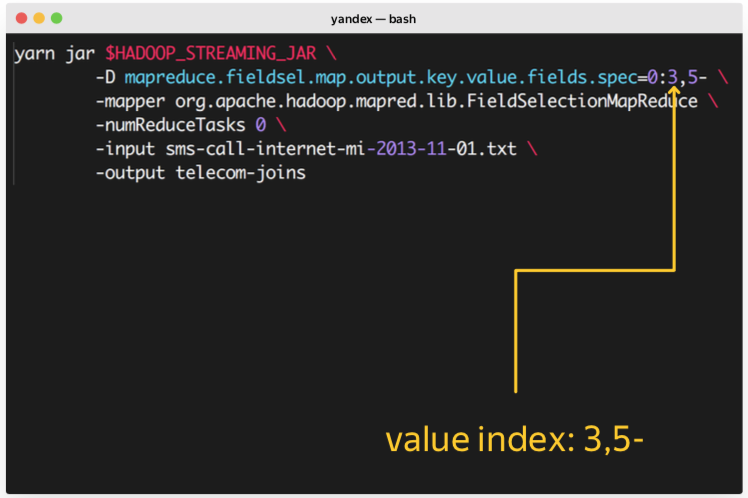 yandex — bash
yarn jar $HADOOP_STREAMING_JAR \
-D mapreduce.fieldsel.map.output.key.value.fields.spec=0:3,5- \
-mapper org.apache.hadoop.mapred.lib.FieldSelectionMapReduce \
-numReduceTasks 0 \
-input sms-call-internet-mi-2013-11-01.txt \
-output telecom-joins
value index: 3,5-